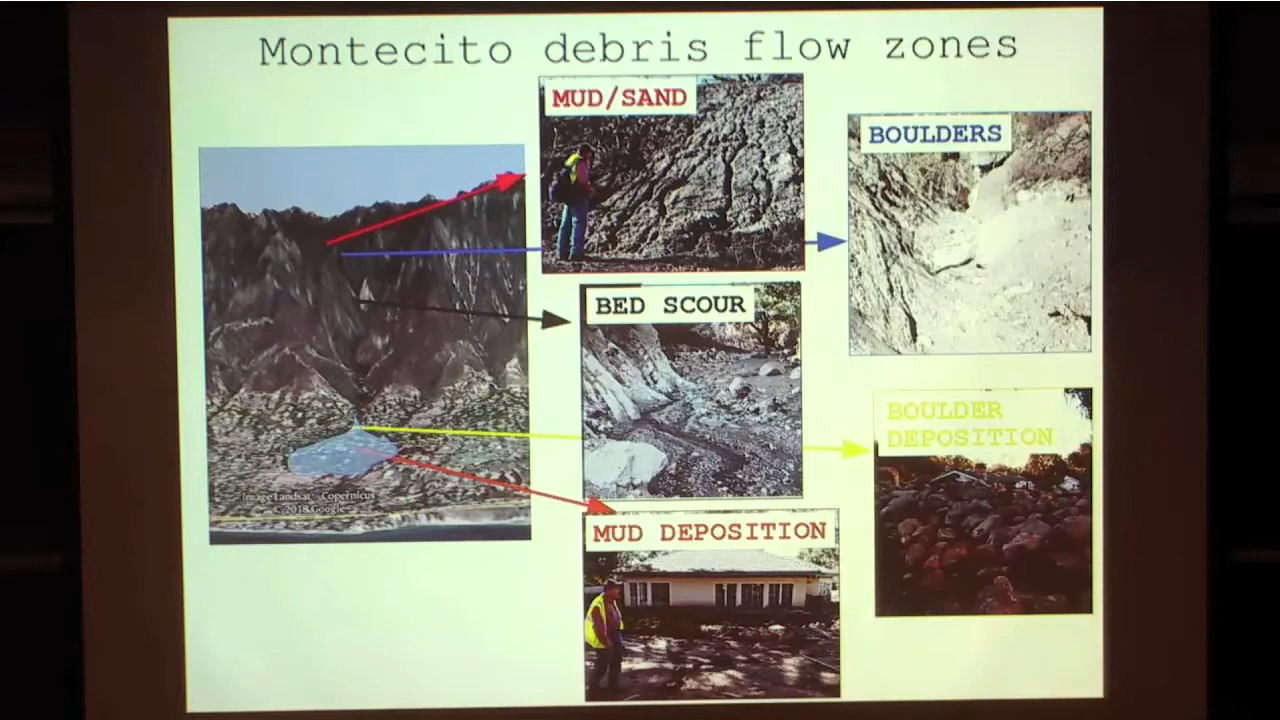 Montecito debris flow zones
MUD/SAND
BOULDERS
BED SCOUR
BOULDER
DEPOSITION
Image Landsat / Copernicus
© 2018 Google
MUD DEPOSITION